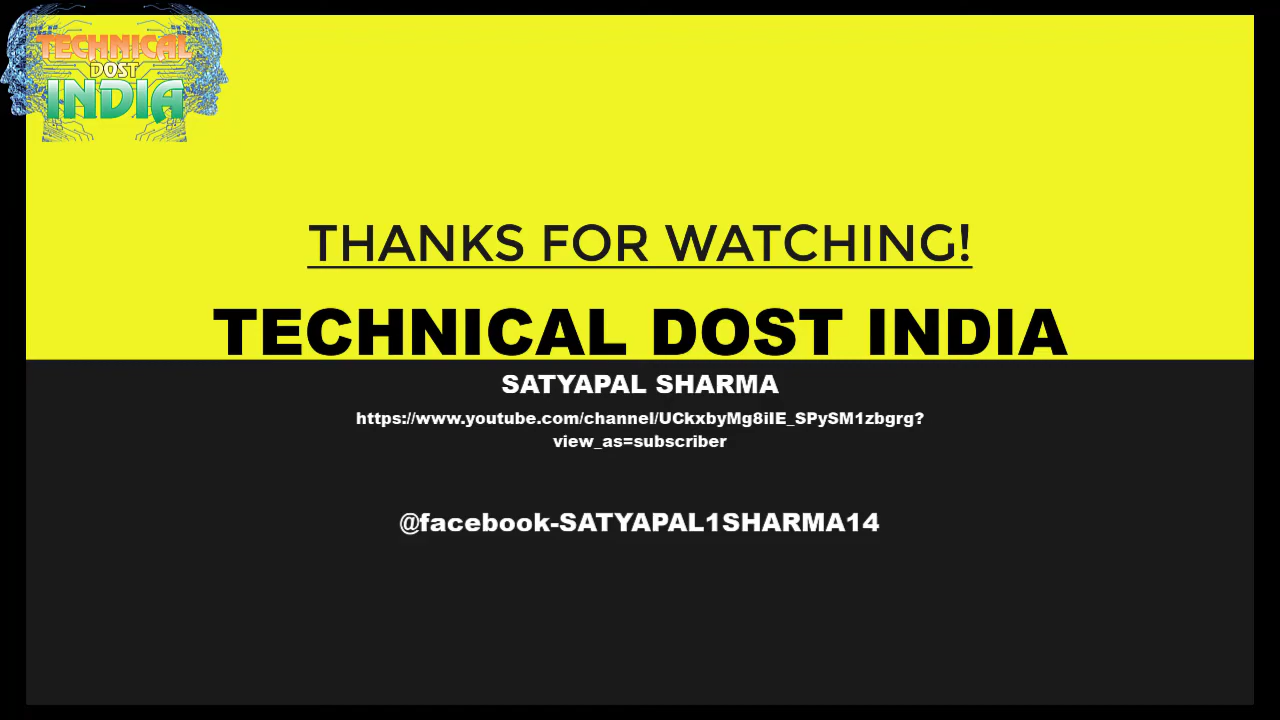 TECHNICAL
DOST
INDIA
THANKS FOR WATCHING!
TECHNICAL DOST INDIA
SATYAPAL SHARMA
https://www.youtube.com/channel/UCkxbyMg8iIE_SPySM1zbgrg?
view_as=subscriber
@facebook-SATYAPAL1SHARMA14